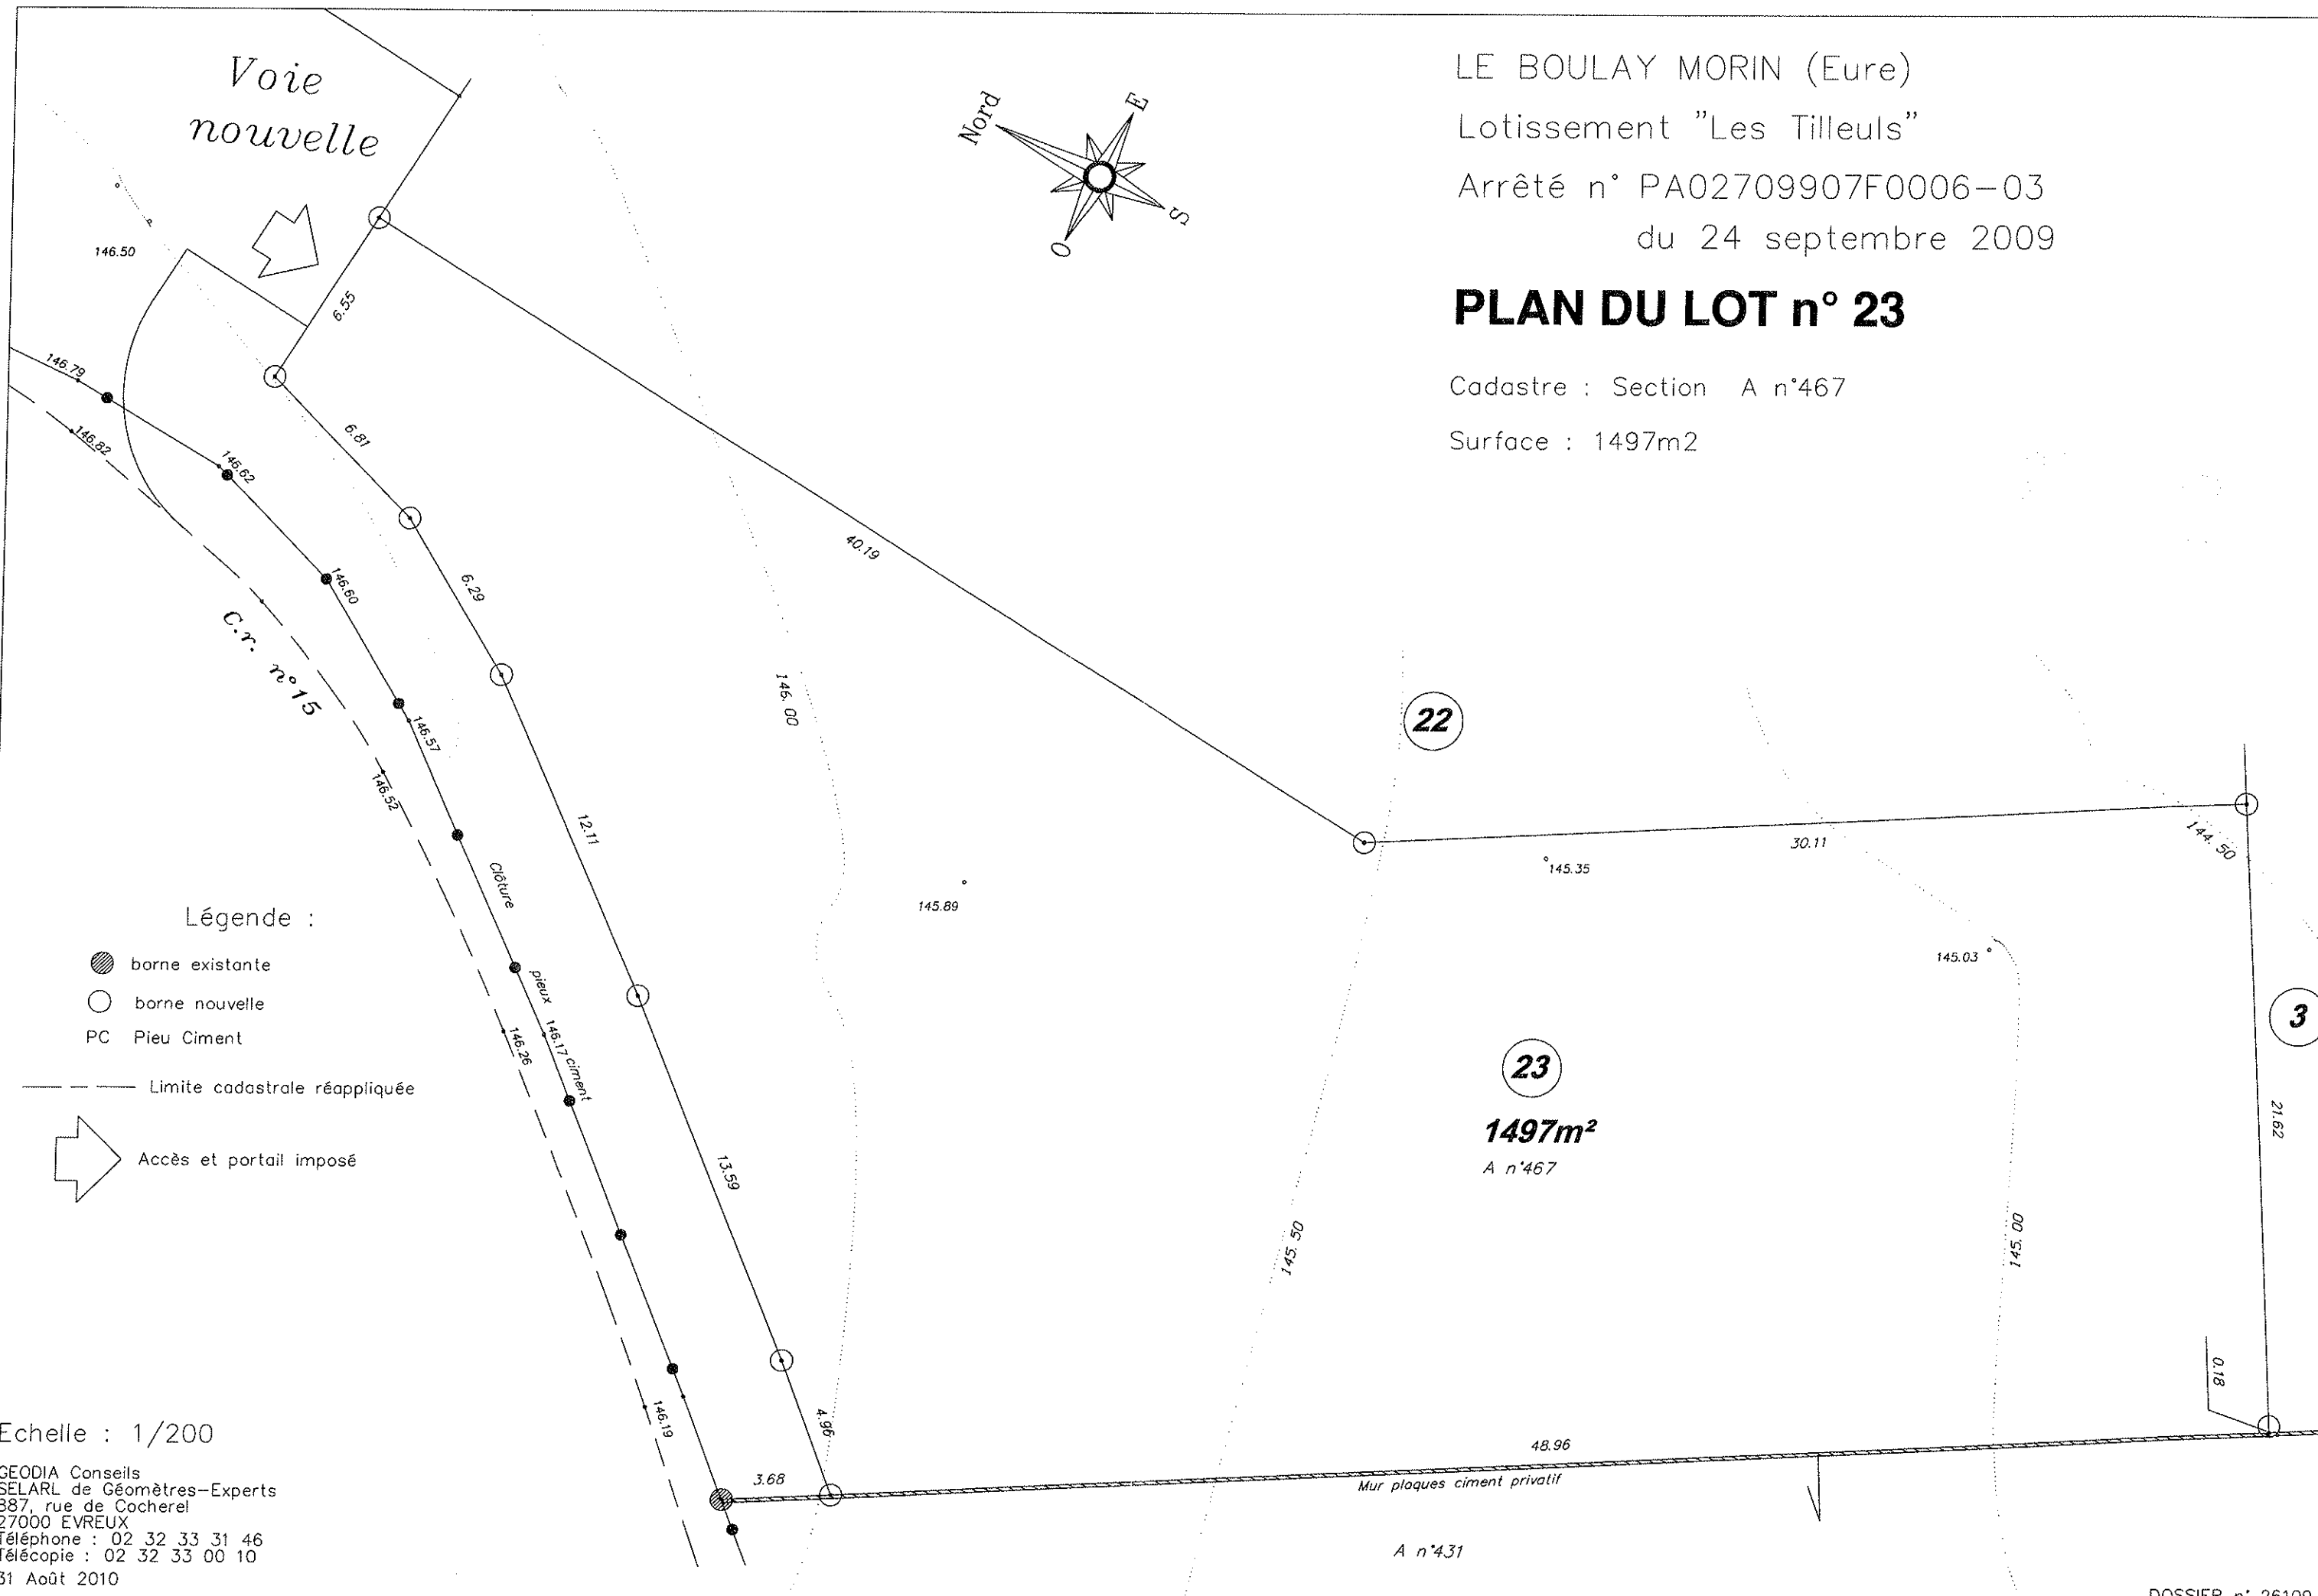 Voie
nouvelle
Nord
E
S
O
LE BOULAY MORIN (Eure)
Lotissement "Les Tilleuls"
Arrêté n° PA02709907F0006-03
du 24 septembre 2009
PLAN DU LOT n° 23
Cadastre : Section A n°467
Surface : 1497m2
146.50
6.55
146.79
146.82
146.62
6.81
146.60
6.29
40.19
C.r. n°15
146.57
146.52
146.00
22
12.11
Clôture
pieux
ciment
145.89
145.35
30.11
144.50
145.03
3
Légende :
borne existante
borne nouvelle
PC Pieu Ciment
Limite cadastrale réappliquée
Accès et portail imposé
146.17
146.26
23
1497m²
A n°467
21.62
13.59
145.50
145.00
0.18
146.19
4.96
3.68
48.96
Mur plaques ciment privatif
A n°431
Echelle : 1/200
GEODIA Conseils
SELARL de Géomètres-Experts
887, rue de Cocherel
27000 EVREUX
Téléphone : 02 32 33 31 46
Télécopie : 02 32 33 00 10
31 Août 2010